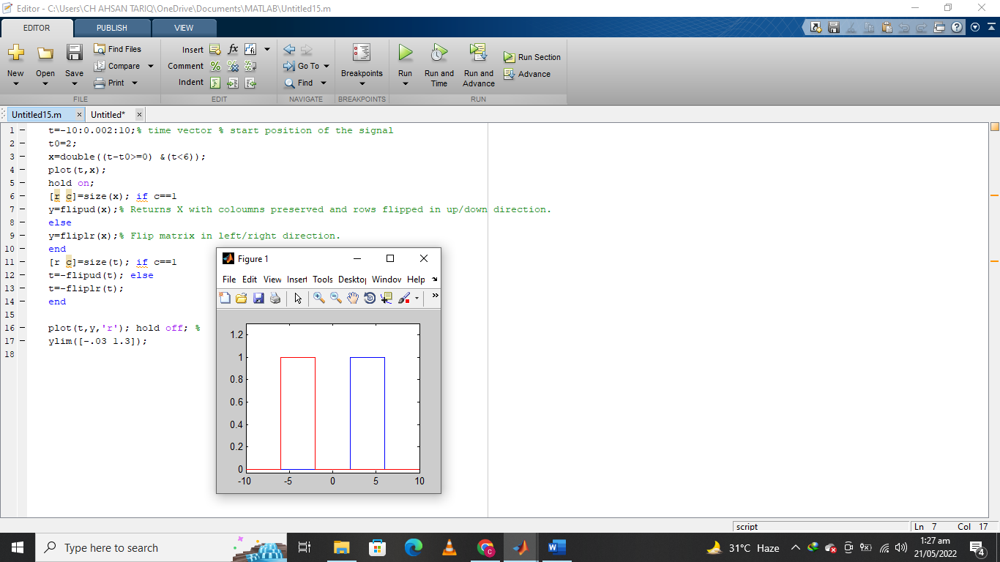 Editor - C:\Users\CH AHSAN TARIQ\OneDrive\Documents\MATLAB\Untitled15.m
EDITOR PUBLISH VIEW
New Open Save Find Files Compare Print
Insert fx Comment Indent
Go To Find
Breakpoints
Run Run and Time Run and Advance Run Section Advance
FILE EDIT NAVIGATE BREAKPOINTS RUN
Untitled15.m × Untitled* ×
1 t=-10:0.002:10;% time vector % start position of the signal
2 t0=2;
3 x=double((t-t0>=0) &(t<6));
4 plot(t,x);
5 hold on;
6 [r c]=size(x); if c==1
7 y=flipud(x);% Returns X with coloumns preserved and rows flipped in up/down direction.
8 else
9 y=fliplr(x);% Flip matrix in left/right direction.
10 end
11 [r c]=size(t); if c==1
12 t=-flipud(t); else
13 t=-fliplr(t);
14 end
15
16 plot(t,y,'r'); hold off; %
17 ylim([-.03 1.3]);
18
Figure 1
File Edit View Insert Tools Desktop Window Help
1.2
1
0.8
0.6
0.4
0.2
0
-10 -5 0 5 10
script Ln 7 Col 17
Type here to search
31°C Haze
1:27 am
21/05/2022
4